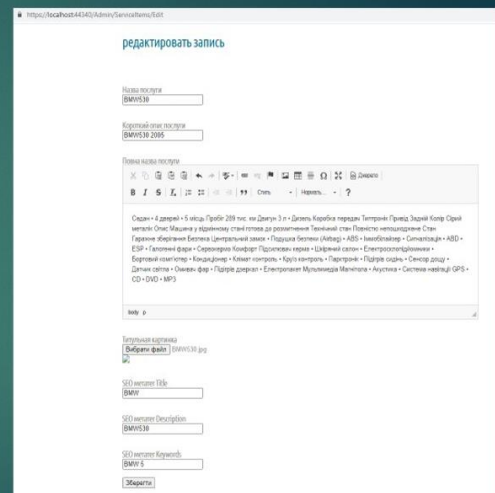 https://localhost:44340/Admin/ServiceItems/Edit
редактировать запись
Назва послуги
BMW530
Короткий опис послуги
BMW530 2005
Повна назва послуги
Джерело
Стиль
Нормаль...
Седан • 4 дверей • 5 місць Пробіг 289 тис. км Двигун 3 л • Дизель Коробка передач Типтронік Привід Задній Колір Сірий
металік Опис Машина у відмінному стані готова до розмитнення Технічний стан Повністю непошкоджене Стан
Гаражне зберігання Безпека Центральний замок • Подушка безпеки (Airbag) • ABS • Іммобілайзер • Сигналізація • ABD •
ESP • Галогенні фари • Сервокермо Комфорт Підсилювач керма • Шкіряний салон • Електросклопідйомники •
Бортовий комп'ютер • Кондиціонер • Клімат контроль • Круїз контроль • Парктронік • Підігрів сидінь • Сенсор дощу •
Датчик світла • Омивач фар • Підігрів дзеркал • Електропакет Мультимедіа Магнітола • Акустика • Система навігації GPS •
CD • DVD • MP3
body p
Титульная картинка
Вибрати файл BMW530.jpg
SEO метатег Title
BMW
SEO метатег Description
BMW530
SEO метатег Keywords
BMW 5
Зберегти